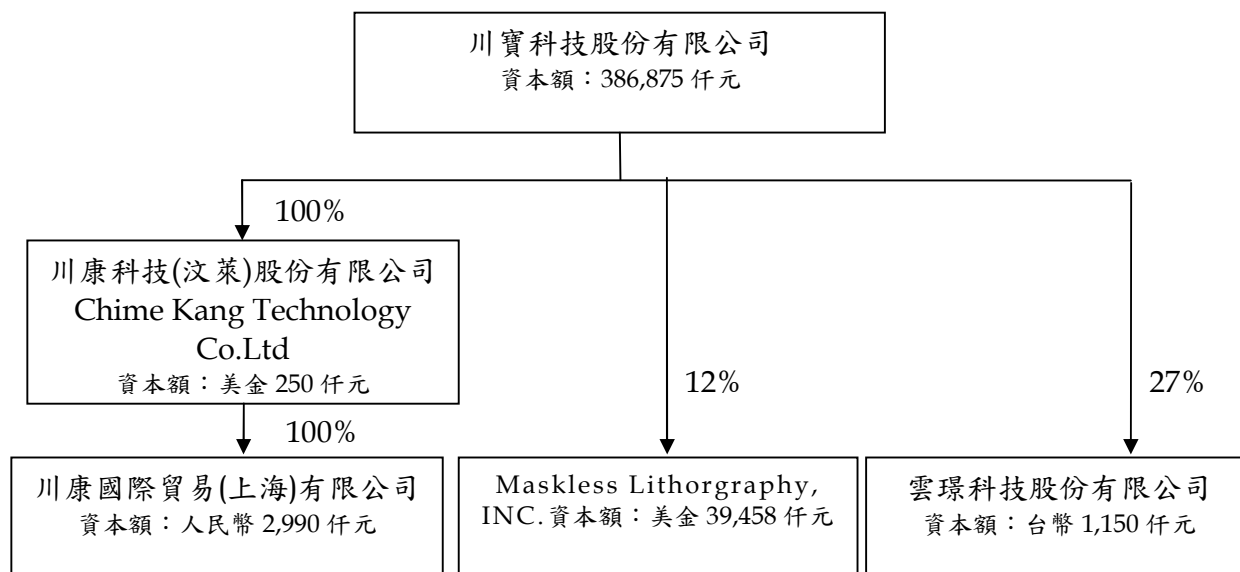 川寶科技股份有限公司
資本額：386,875 仟元
100%
川康科技(汶萊)股份有限公司
Chime Kang Technology
Co.Ltd
資本額：美金 250 仟元
12%
27%
100%
川康國際貿易(上海)有限公司
資本額：人民幣 2,990 仟元
Maskless Lithorgraphy,
INC. 資本額：美金 39,458 仟元
雲璟科技股份有限公司
資本額：台幣 1,150 仟元